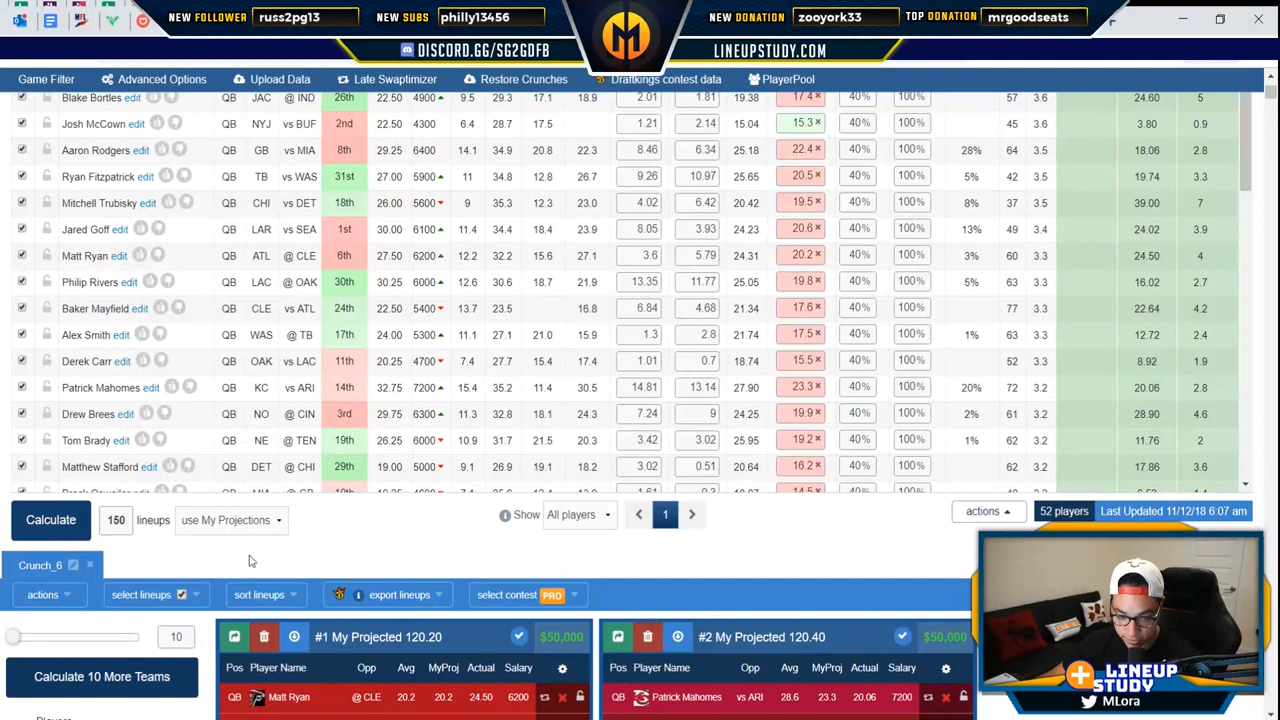 NEW FOLLOWER russ2pg13 NEW SUBS philly13456 NEW DONATION zooyork33 TOP DONATION mrgoodseats
DISCORD.GG/SG2GDFB LINEUPSTUDY.COM
Game Filter Advanced Options Upload Data Late Swaptimizer Restore Crunches Draftkings contest data PlayerPool
Blake Bortles edit QB JAC @ IND 26th 22.50 4900 9.5 29.3 17.1 18.9 2.01 1.81 19.38 17.4 × 40% 100% 57 3.6 24.60 5
Josh McCown edit QB NYJ vs BUF 2nd 22.50 4300 6.4 28.7 17.5 1.21 2.14 15.04 15.3 × 40% 100% 45 3.6 3.80 0.9
Aaron Rodgers edit QB GB vs MIA 8th 29.25 6400 14.1 34.9 20.8 22.3 8.46 6.34 25.18 22.4 × 40% 100% 28% 64 3.5 18.06 2.8
Ryan Fitzpatrick edit QB TB vs WAS 31st 27.00 5900 11 34.8 12.8 26.7 9.26 10.97 25.65 20.5 × 40% 100% 5% 42 3.5 19.74 3.3
Mitchell Trubisky edit QB CHI vs DET 18th 26.00 5600 9 35.3 12.3 23.0 4.02 6.42 20.42 19.5 × 40% 100% 8% 37 3.5 39.00 7
Jared Goff edit QB LAR vs SEA 1st 30.00 6100 11.4 34.4 18.4 23.9 8.05 3.93 24.23 20.6 × 40% 100% 13% 49 3.4 24.02 3.9
Matt Ryan edit QB ATL @ CLE 6th 27.50 6200 12.2 32.2 15.6 27.1 3.6 5.79 24.31 20.2 × 40% 100% 3% 60 3.3 24.50 4
Philip Rivers edit QB LAC @ OAK 30th 30.25 6000 12.6 30.6 18.7 21.9 13.35 11.77 25.05 19.8 × 40% 100% 5% 63 3.3 16.02 2.7
Baker Mayfield edit QB CLE vs ATL 24th 22.50 5400 13.7 23.5 16.8 6.84 4.68 21.34 17.6 × 40% 100% 77 3.3 22.64 4.2
Alex Smith edit QB WAS @ TB 17th 24.00 5300 11.1 27.1 21.0 15.9 1.3 2.8 21.74 17.5 × 40% 100% 1% 63 3.3 12.72 2.4
Derek Carr edit QB OAK vs LAC 11th 20.25 4700 7.4 27.7 15.4 17.4 1.01 0.7 18.74 15.5 × 40% 100% 52 3.3 8.92 1.9
Patrick Mahomes edit QB KC vs ARI 14th 32.75 7200 15.4 35.2 11.4 30.5 14.81 13.14 27.90 23.3 × 40% 100% 20% 72 3.2 20.06 2.8
Drew Brees edit QB NO @ CIN 3rd 29.75 6300 11.3 32.8 18.1 24.3 7.24 9 24.25 19.9 × 40% 100% 2% 61 3.2 28.90 4.6
Tom Brady edit QB NE @ TEN 19th 26.25 6000 10.9 31.7 21.5 20.3 3.42 3.02 25.95 19.2 × 40% 100% 1% 62 3.2 11.76 2
Matthew Stafford edit QB DET @ CHI 29th 19.00 5000 9.1 26.9 19.1 18.2 3.02 0.51 20.64 16.2 × 40% 100% 62 3.2 17.86 3.6
Calculate 150 lineups use My Projections Show All players 1 actions 52 players Last Updated 11/12/18 6:07 am
Crunch_6 ×
actions select lineups sort lineups export lineups select contest PRO
10 #1 My Projected 120.20 $50,000 #2 My Projected 120.40 $50,000
Calculate 10 More Teams Pos Player Name Opp Avg MyProj Actual Salary Pos Player Name Opp Avg MyProj Actual Salary
QB Matt Ryan @ CLE 20.2 20.2 24.50 6200 QB Patrick Mahomes vs ARI 28.6 23.3 20.06 7200
LINEUP
STUDY
MLora